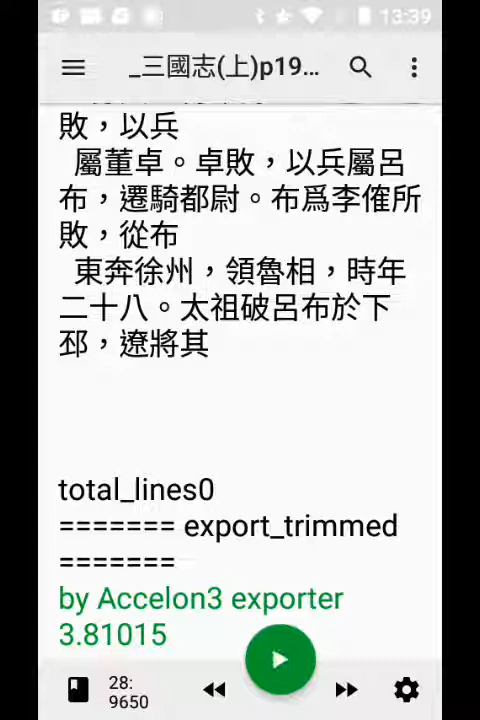 13:39
_三國志(上)p19...
敗，以兵
屬董卓。卓敗，以兵屬呂
布，遷騎都尉。布爲李傕所
敗，從布
東奔徐州，領魯相，時年
二十八。太祖破呂布於下
邳，遼將其
total_lines0
======= export_trimmed
=======
by Accelon3 exporter
3.81015
28:
9650